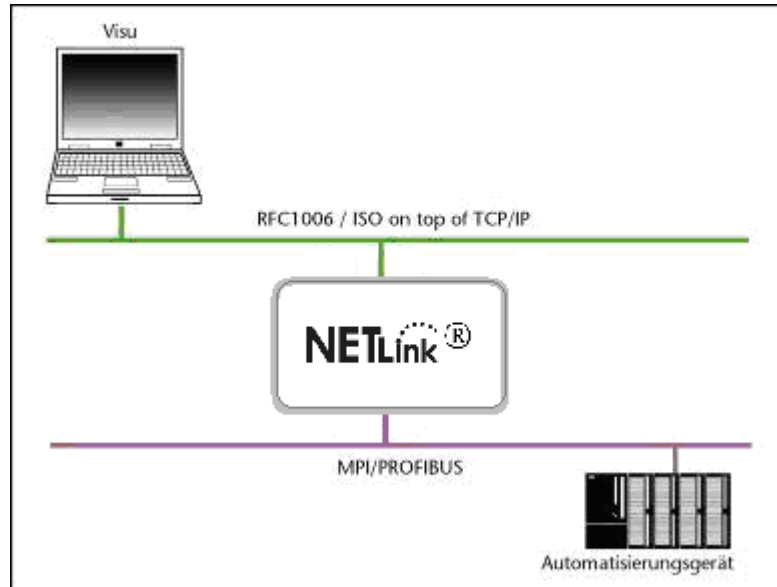 Visu
RFC1006 / ISO on top of TCP/IP
NETLink®
MPI/PROFIBUS
Automatisierungsgerät